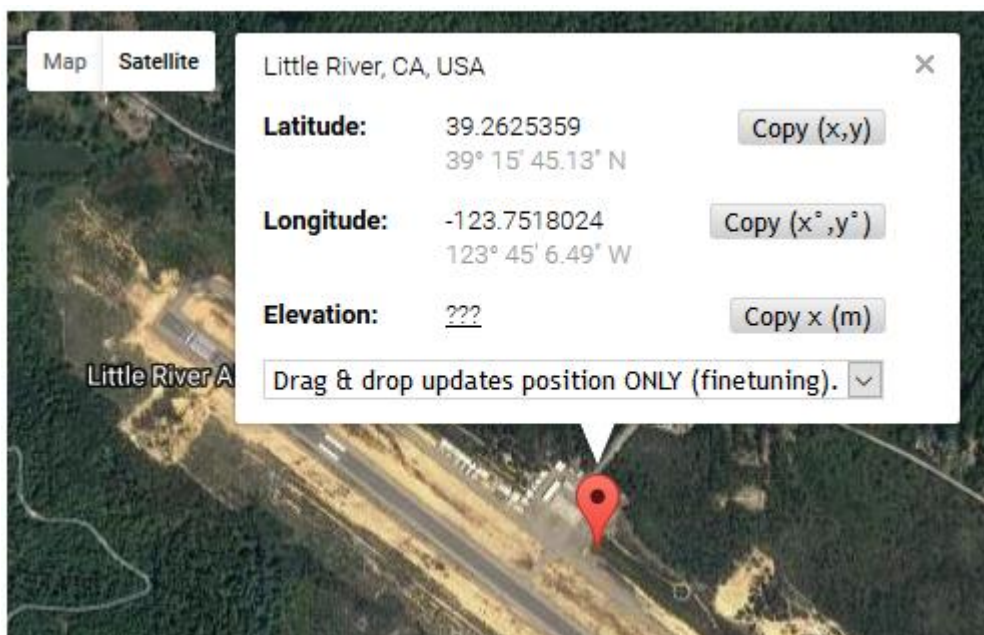 Map Satellite
Little River, CA, USA ×
Latitude: 39.2625359 Copy (x,y)
39° 15' 45.13" N
Longitude: -123.7518024 Copy (x°,y°)
123° 45' 6.49" W
Elevation: ??? Copy x (m)
Little River A
Drag & drop updates position ONLY (finetuning).